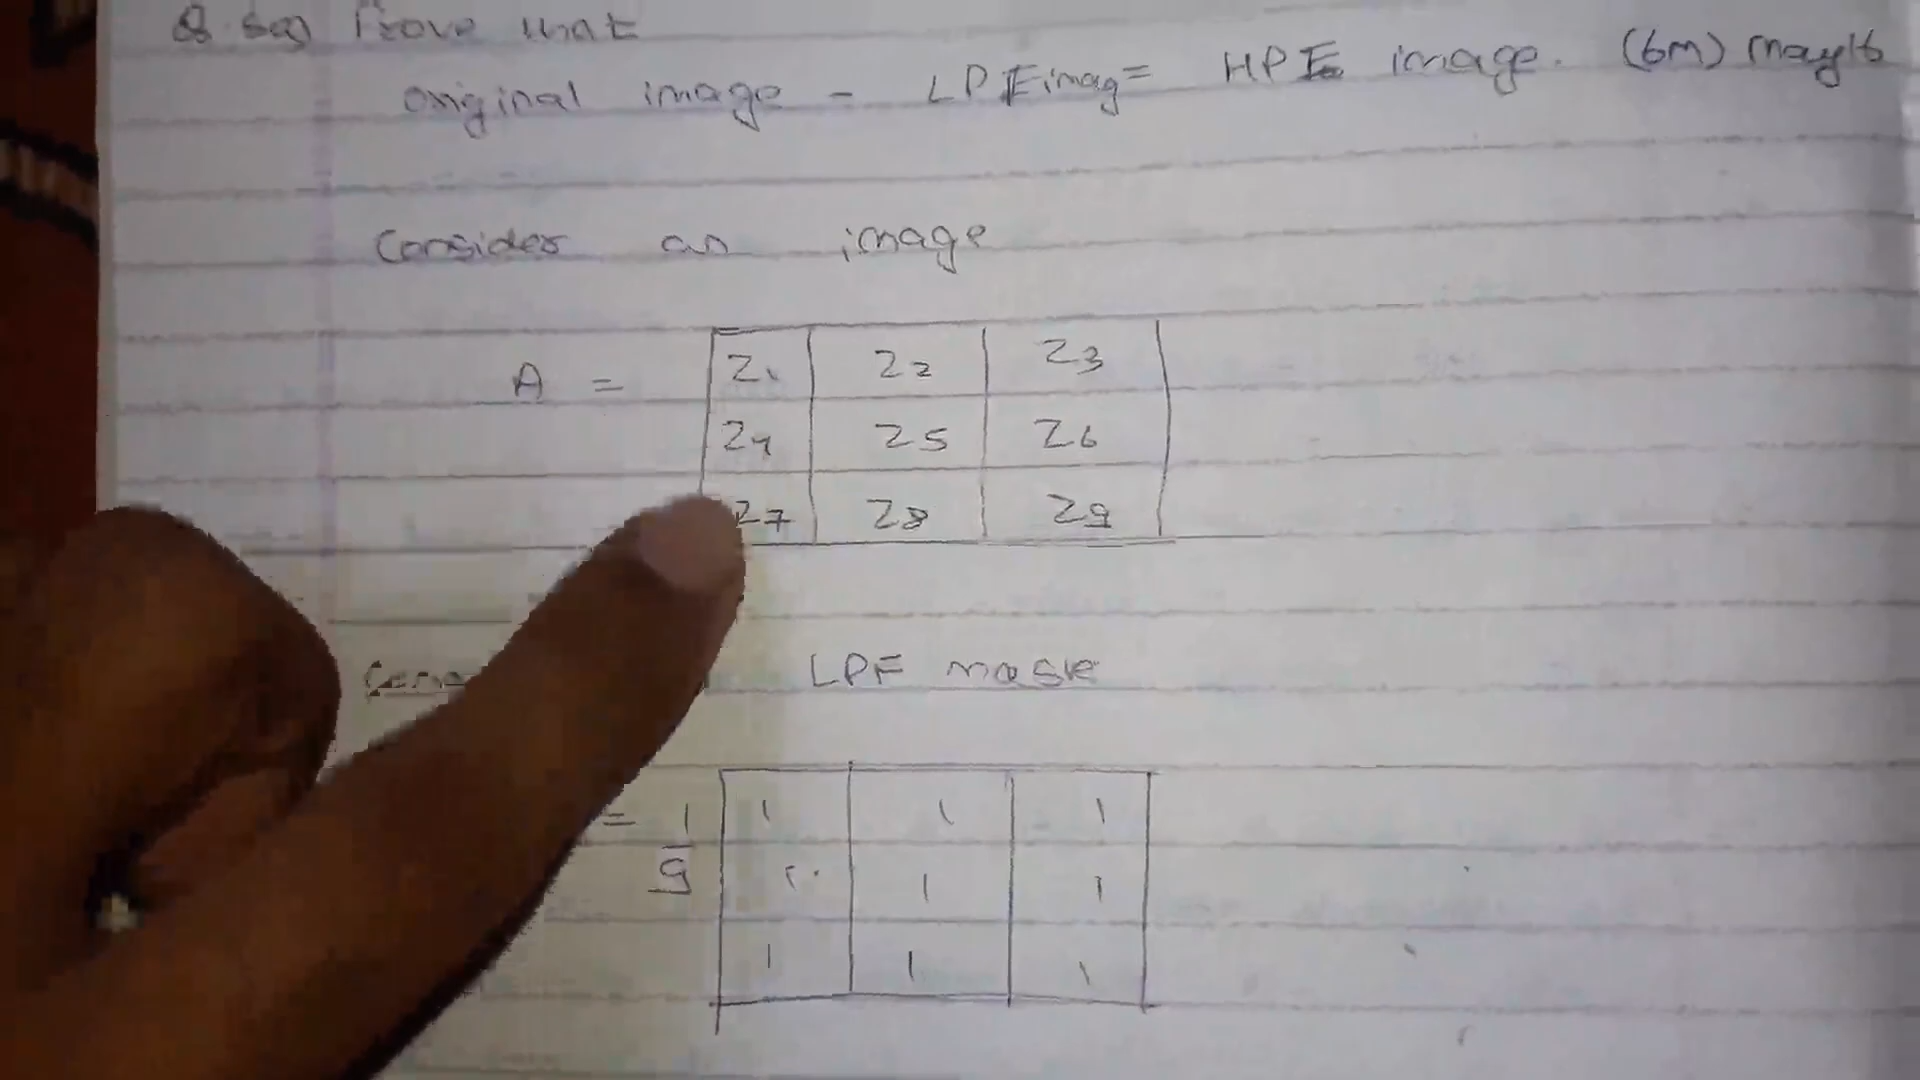 Prove that
original image - LPF imag = HPF image. (6m) may16
Consider an image
A =
Z1 Z2 Z3
Z4 Z5 Z6
Z7 Z8 Z9
LPF mask
= 1/9
1 1 1
1 1 1
1 1 1